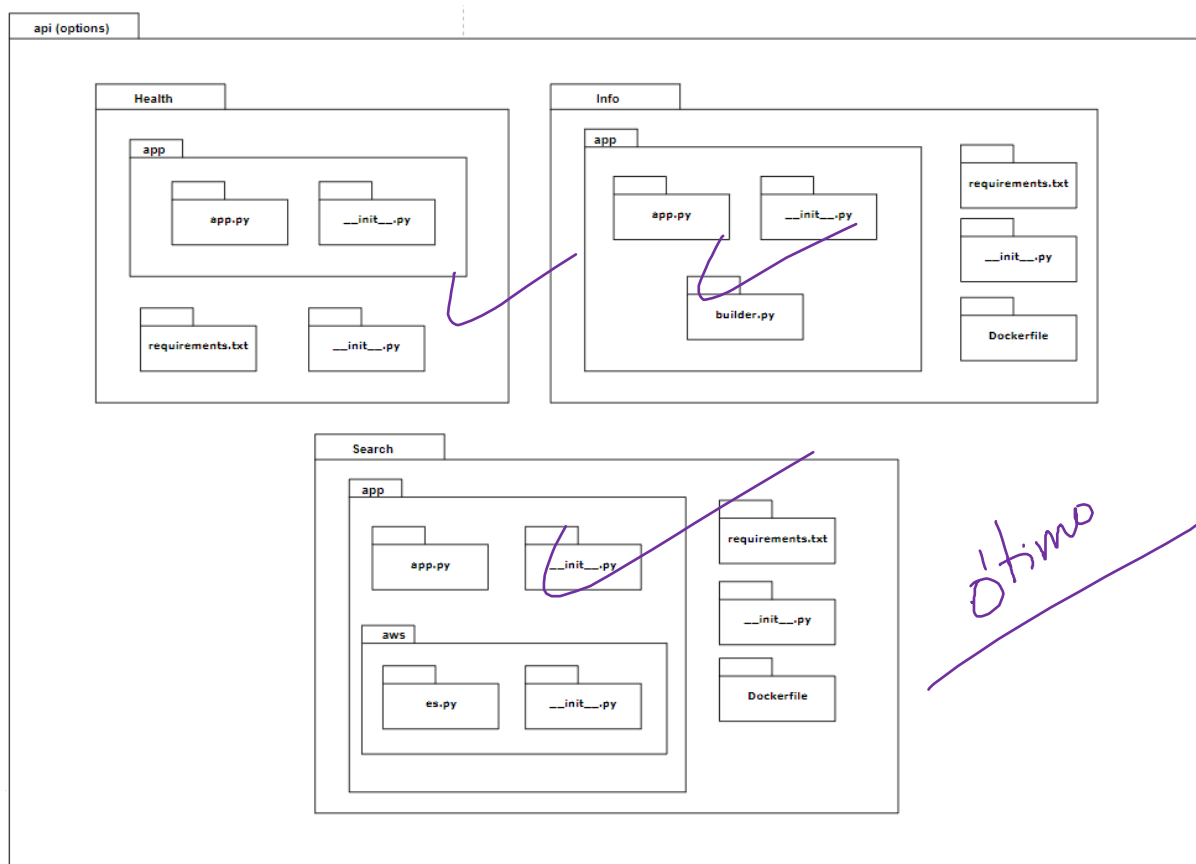 api (options)
Health
app
app.py
__init__.py
requirements.txt
__init__.py
Info
app
app.py
__init__.py
builder.py
requirements.txt
__init__.py
Dockerfile
Search
app
app.py
__init__.py
aws
es.py
__init__.py
requirements.txt
__init__.py
Dockerfile
ótimo